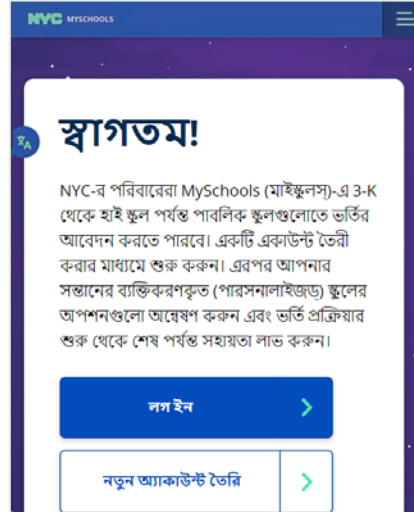 NYC MYSCHOOLS
স্বাগতম!
NYC-র পরিবারেরা MySchools (মাইস্কুলস্)-এ 3-K
থেকে হাই স্কুল পর্যন্ত পাবলিক স্কুলগুলোতে ভর্তির
আবেদন করতে পারবে। একটি একাউন্ট তৈরী
করার মাধ্যমে শুরু করুন। এরপর আপনার
সন্তানের ব্যক্তিকরণকৃত (পারসনালাইজড্) স্কুলের
অপশনগুলো অন্বেষণ করুন এবং ভর্তি প্রক্রিয়ার
শুরু থেকে শেষ পর্যন্ত সহায়তা লাভ করুন।
লগ ইন
নতুন অ্যাকাউন্ট তৈরি